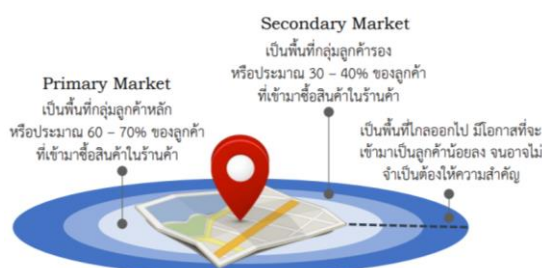 Secondary Market
เป็นพื้นที่กลุ่มลูกค้ารอง
หรือประมาณ 30 – 40% ของลูกค้า
ที่เข้ามาซื้อสินค้าในร้านค้า
Primary Market
เป็นพื้นที่กลุ่มลูกค้าหลัก
หรือประมาณ 60 – 70% ของลูกค้า
ที่เข้ามาซื้อสินค้าในร้านค้า
เป็นพื้นที่ไกลออกไป มีโอกาสที่จะ
เข้ามาเป็นลูกค้าน้อยลง จนอาจไม่
จำเป็นต้องให้ความสำคัญ